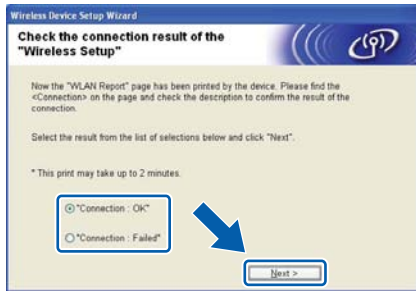 Wireless Device Setup Wizard
Check the connection result of the
"Wireless Setup"
Now the "WLAN Report" page has been printed by the device. Please find the
<Connection> on the page and check the description to confirm the result of the
connection.
Select the result from the list of selections below and click "Next".
* This print may take up to 2 minutes.
"Connection : OK"
"Connection : Failed"
Next >